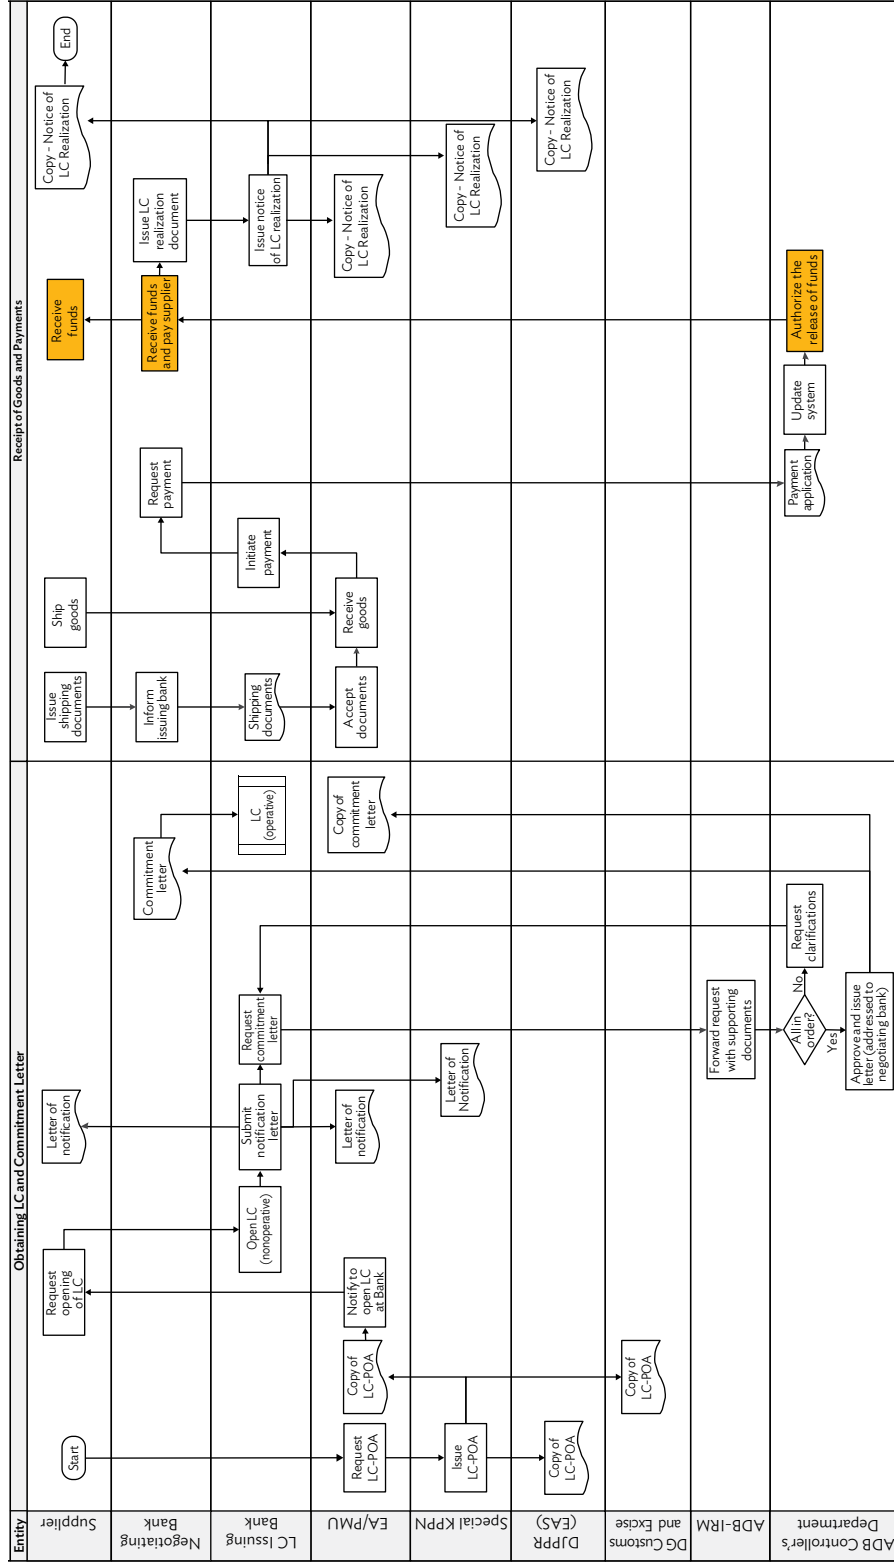 Entity
Obtaining LC and Commitment Letter
Receipt of Goods and Payments
Supplier
Start
Request
opening
of LC
Letter of
notification
Issue
shipping
documents
Ship
goods
Receive
funds
Copy – Notice of
LC Realization
End
Negotiating
Bank
Commitment
letter
Inform
issuing bank
Request
payment
Receive funds
and pay supplier
Issue LC
realization
document
LC Issuing
Bank
Open LC
(nonoperative)
Submit
notification
letter
Request
commitment
letter
LC
(operative)
Shipping
documents
Initiate
payment
Issue notice
of LC realization
EA/PMU
Request
LC-POA
Copy of
LC-POA
Notify to
open LC
at Bank
Letter of
notification
Copy of
commitment
letter
Accept
documents
Receive
goods
Copy – Notice of
LC Realization
Special KPPN
Issue
LC-POA
Letter of
Notification
Copy – Notice of
LC Realization
DJPPR
(EAS)
Copy of
LC-POA
Copy – Notice of
LC Realization
DG Customs
and Excise
Copy of
LC-POA
ADB-IRM
Forward request
with supporting
documents
ADB Controller's
Department
All in
order?
No
Yes
Request
clarifications
Approve and issue
letter (addressed to
negotiating bank)
Payment
application
Update
system
Authorize the
release of funds